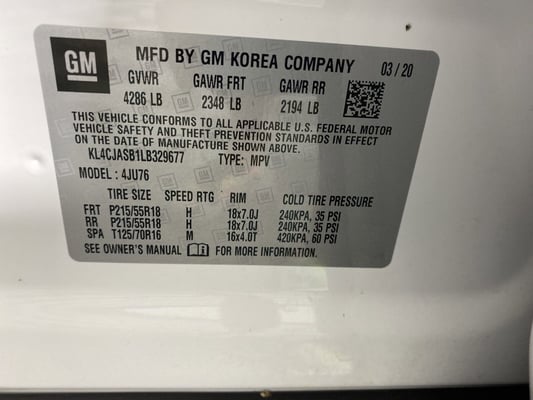 GM
MFD BY GM KOREA COMPANY 03/20
GVWR GAWR FRT GAWR RR
4286 LB 2348 LB 2194 LB
THIS VEHICLE CONFORMS TO ALL APPLICABLE U.S. FEDERAL MOTOR
VEHICLE SAFETY AND THEFT PREVENTION STANDARDS IN EFFECT
ON THE DATE OF MANUFACTURE SHOWN ABOVE.
KL4CJASB1LB329677 TYPE: MPV
MODEL: 4JU76
TIRE SIZE SPEED RTG RIM COLD TIRE PRESSURE
FRT P215/55R18 H 18x7.0J 240KPA, 35 PSI
RR P215/55R18 H 18x7.0J 240KPA, 35 PSI
SPA T125/70R16 M 16x4.0T 420KPA, 60 PSI
SEE OWNER'S MANUAL FOR MORE INFORMATION.